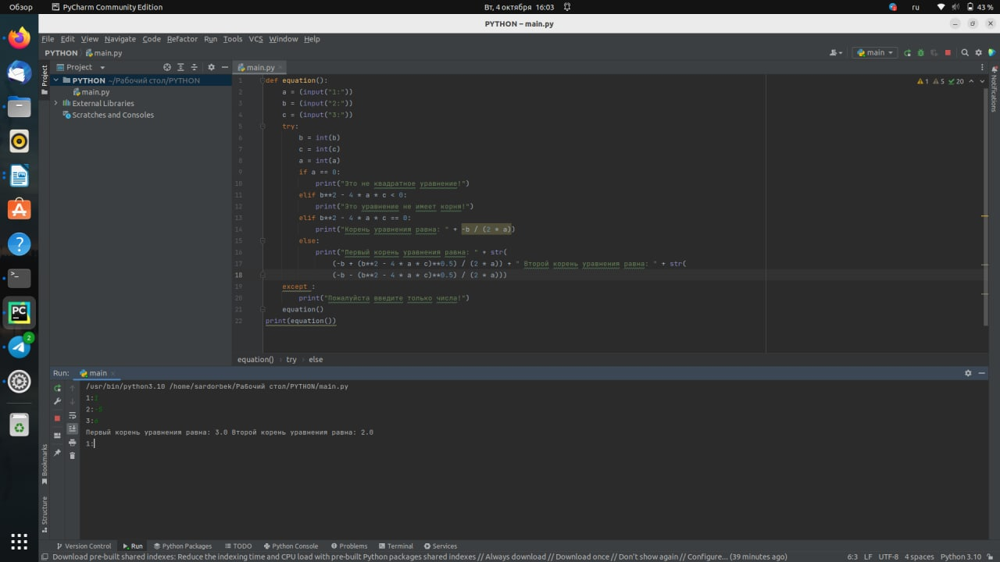 Обзор PyCharm Community Edition Вт, 4 октября 16:03 ru 43 %
PYTHON – main.py
File Edit View Navigate Code Refactor Run Tools VCS Window Help
PYTHON main.py main
Project
Project
PYTHON ~/Рабочий стол/PYTHON
main.py
External Libraries
Scratches and Consoles
main.py
1 5 20
Notifications
1 def equation():
2 a = (input("1:"))
3 b = (input("2:"))
4 c = (input("3:"))
5 try:
6 b = int(b)
7 c = int(c)
8 a = int(a)
9 if a == 0:
10 print("Это не квадратное уравнение!")
11 elif b**2 - 4 * a * c < 0:
12 print("Это уравнение не имеет корня!")
13 elif b**2 - 4 * a * c == 0:
14 print("Корень уравнения равна: " + -b / (2 * a))
15 else:
16 print("Первый корень уравнения равна: " + str(
17 (-b + (b**2 - 4 * a * c)**0.5) / (2 * a)) + " Второй корень уравнения равна: " + str(
18 (-b - (b**2 - 4 * a * c)**0.5) / (2 * a)))
19 except :
20 print("Пожалуйста введите только числа!")
21 equation()
22 print(equation())
equation() › try › else
Run: main
/usr/bin/python3.10 /home/sardorbek/Рабочий стол/PYTHON/main.py
1:
2:-5
3:
Первый корень уравнения равна: 3.0 Второй корень уравнения равна: 2.0
1:
Bookmarks
Structure
PC
2
Version Control Run Python Packages TODO Python Console Problems Terminal Services
Download pre-built shared indexes: Reduce the indexing time and CPU load with pre-built Python packages shared indexes // Always download // Download once // Don't show again // Configure... (39 minutes ago) 6:3 LF UTF-8 4 spaces Python 3.10